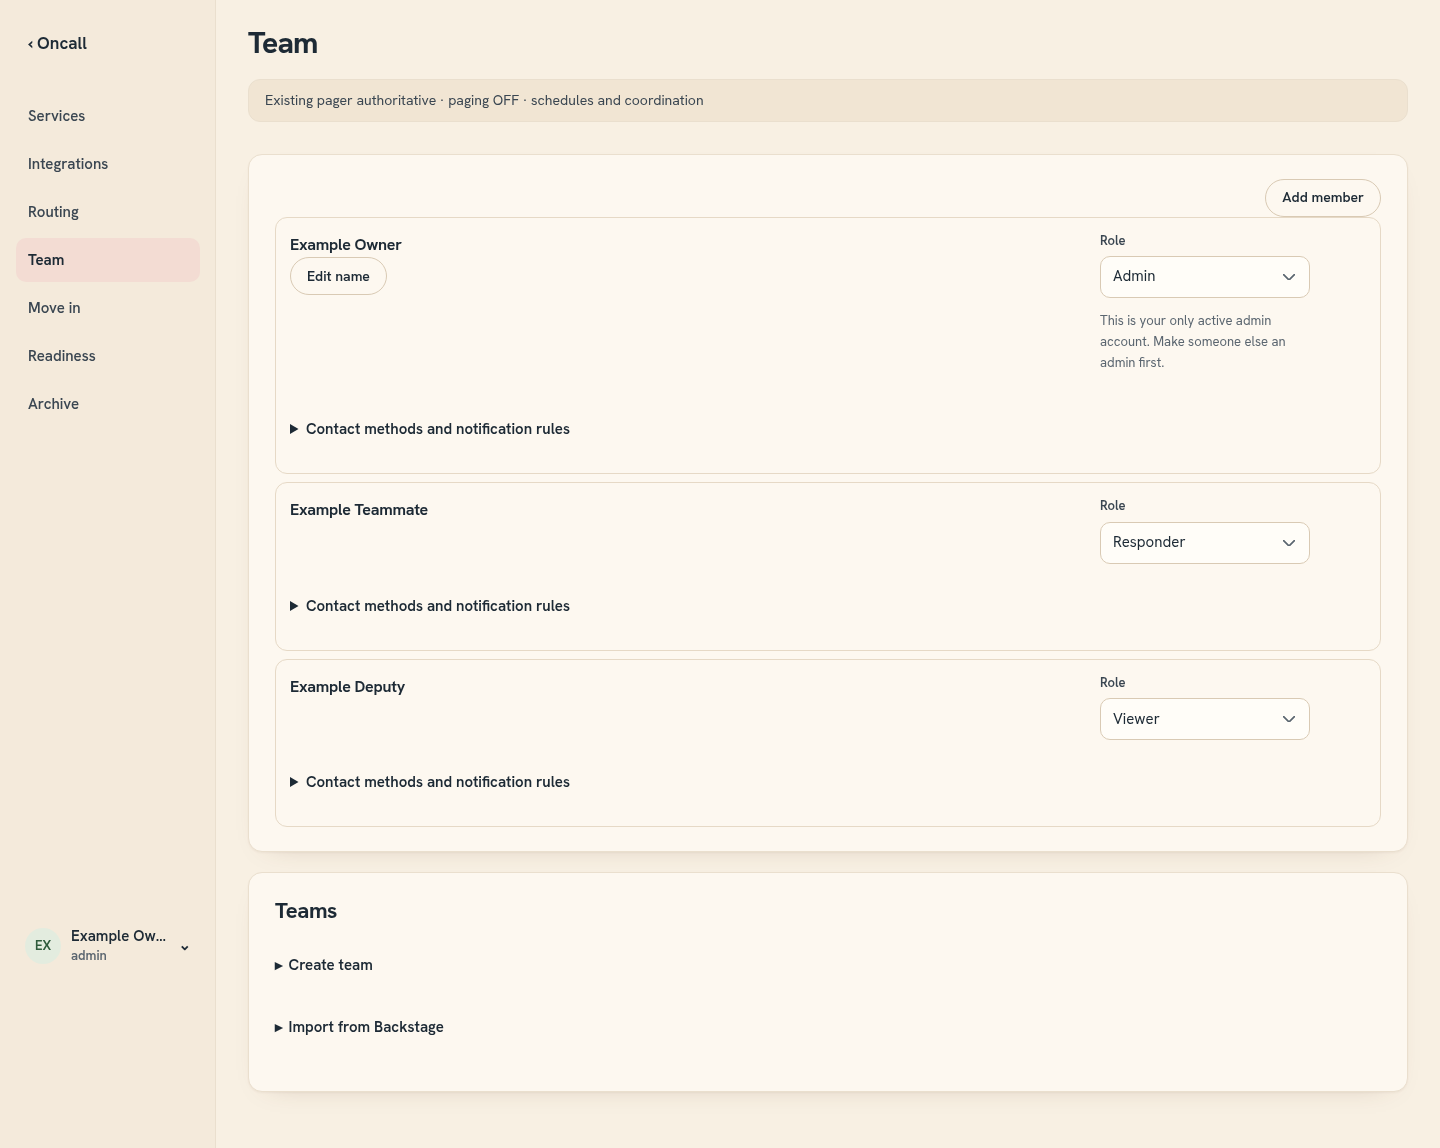 ‹ Oncall
Services
Integrations
Routing
Team
Move in
Readiness
Archive
EX
Example Ow...
admin
Team
Existing pager authoritative · paging OFF · schedules and coordination
Add member
Example Owner
Edit name
Role
Admin
This is your only active admin
account. Make someone else an
admin first.
Contact methods and notification rules
Example Teammate
Role
Responder
Contact methods and notification rules
Example Deputy
Role
Viewer
Contact methods and notification rules
Teams
Create team
Import from Backstage